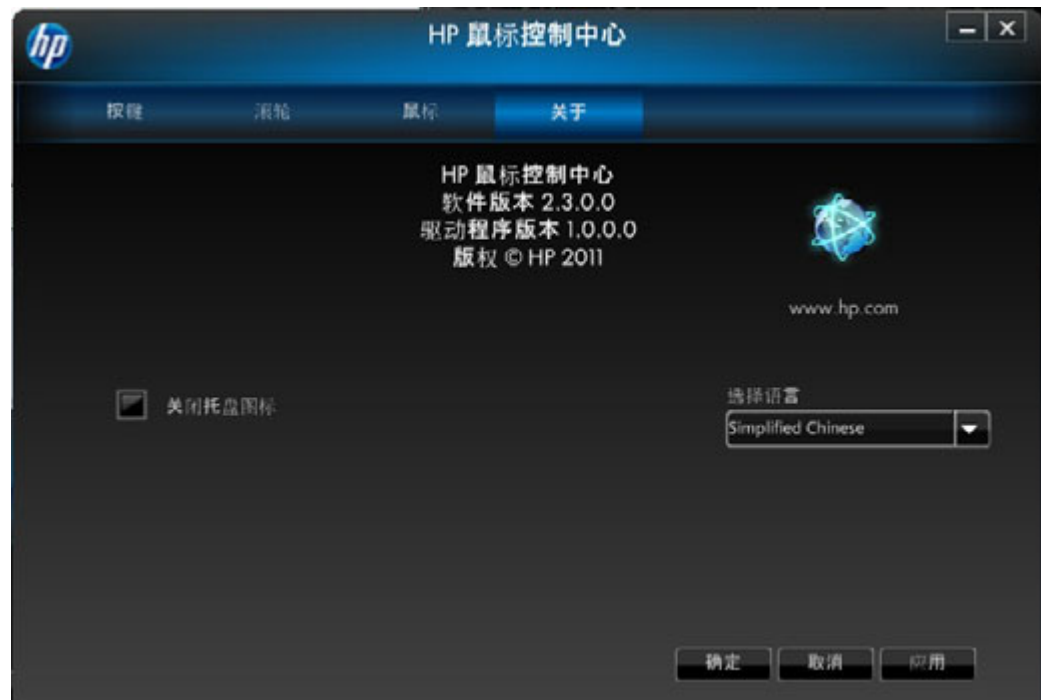 hp
HP 鼠标控制中心
按键
滚轮
鼠标
关于
HP 鼠标控制中心
软件版本 2.3.0.0
驱动程序版本 1.0.0.0
版权 © HP 2011
www.hp.com
关闭托盘图标
选择语言
Simplified Chinese
确定
取消
应用